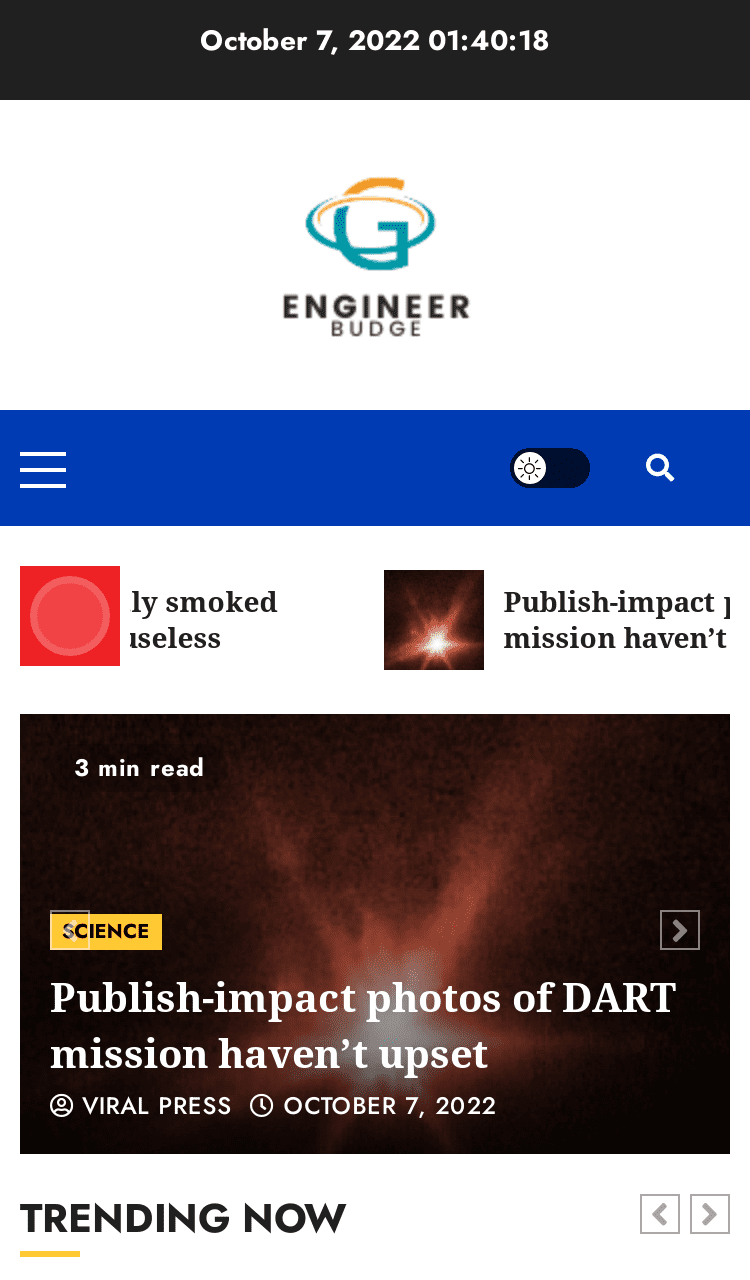 October 7, 2022 01:40:18
ENGINEER
BUDGE
ly smoked
useless
Publish-impact
mission haven’t
3 min read
SCIENCE
Publish-impact photos of DART
mission haven’t upset
VIRAL PRESS OCTOBER 7, 2022
TRENDING NOW